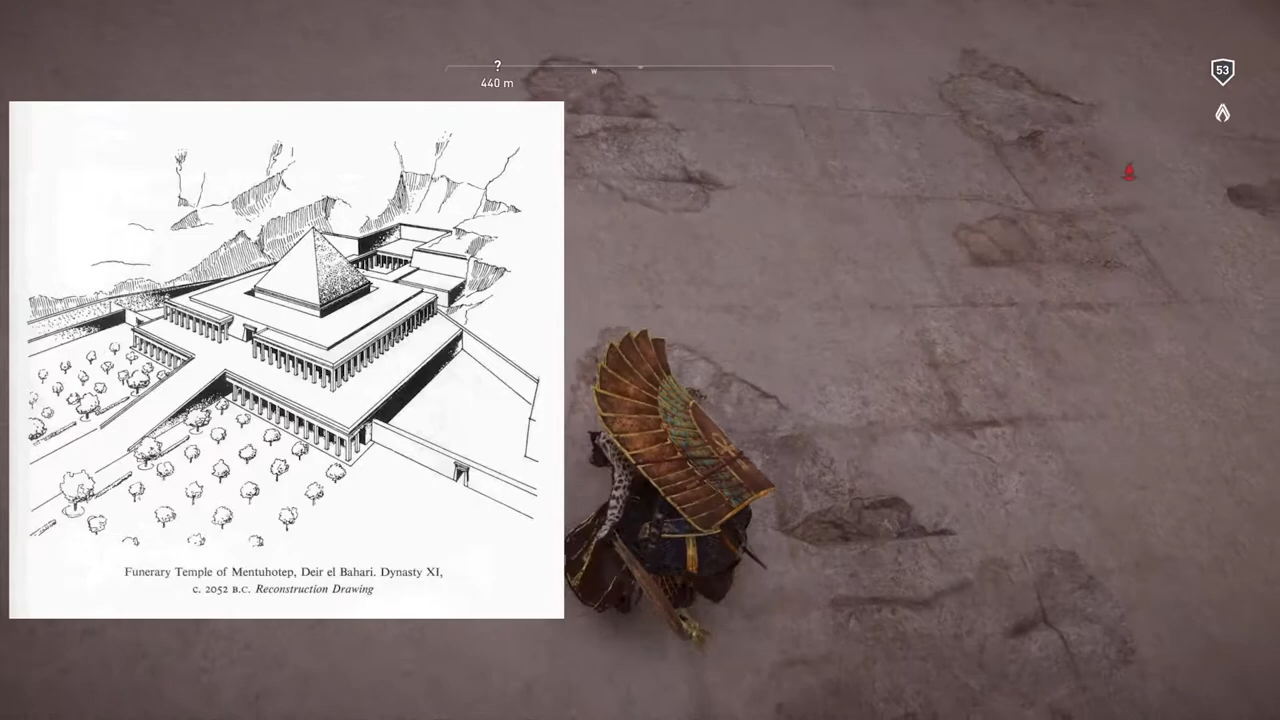 ?
W
440 m
53
Funerary Temple of Mentuhotep, Deir el Bahari. Dynasty XI,
c. 2052 B.C. Reconstruction Drawing